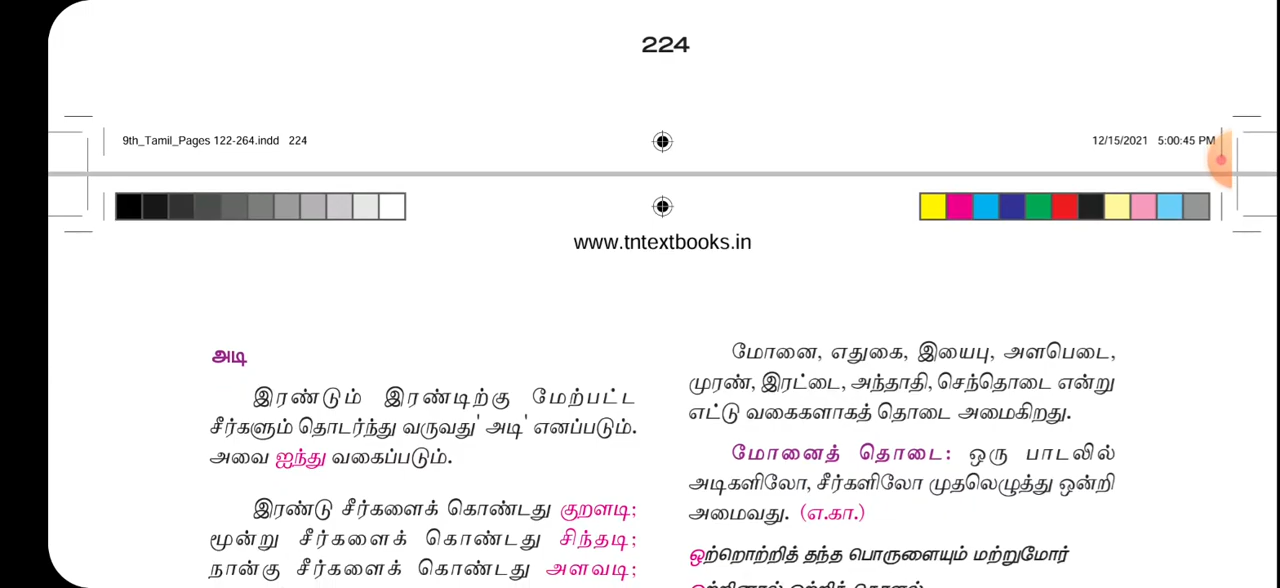 224
9th_Tamil_Pages 122-264.indd 224
12/15/2021 5:00:45 PM
www.tntextbooks.in
அடி
இரண்டும் இரண்டிற்கு மேற்பட்ட
சீர்களும் தொடர்ந்து வருவது' அடி' எனப்படும்.
அவை ஐந்து வகைப்படும்.
இரண்டு சீர்களைக் கொண்டது குறளடி;
மூன்று சீர்களைக் கொண்டது சிந்தடி;
நான்கு சீர்களைக் கொண்டது அளவடி;
மோனை, எதுகை, இயைபு, அளபெடை,
முரண், இரட்டை, அந்தாதி, செந்தொடை என்று
எட்டு வகைகளாகத் தொடை அமைகிறது.
மோனைத் தொடை: ஒரு பாடலில்
அடிகளிலோ, சீர்களிலோ முதலெழுத்து ஒன்றி
அமைவது. (எ.கா.)
ஒற்றொற்றித் தந்த பொருளையும் மற்றுமோர்